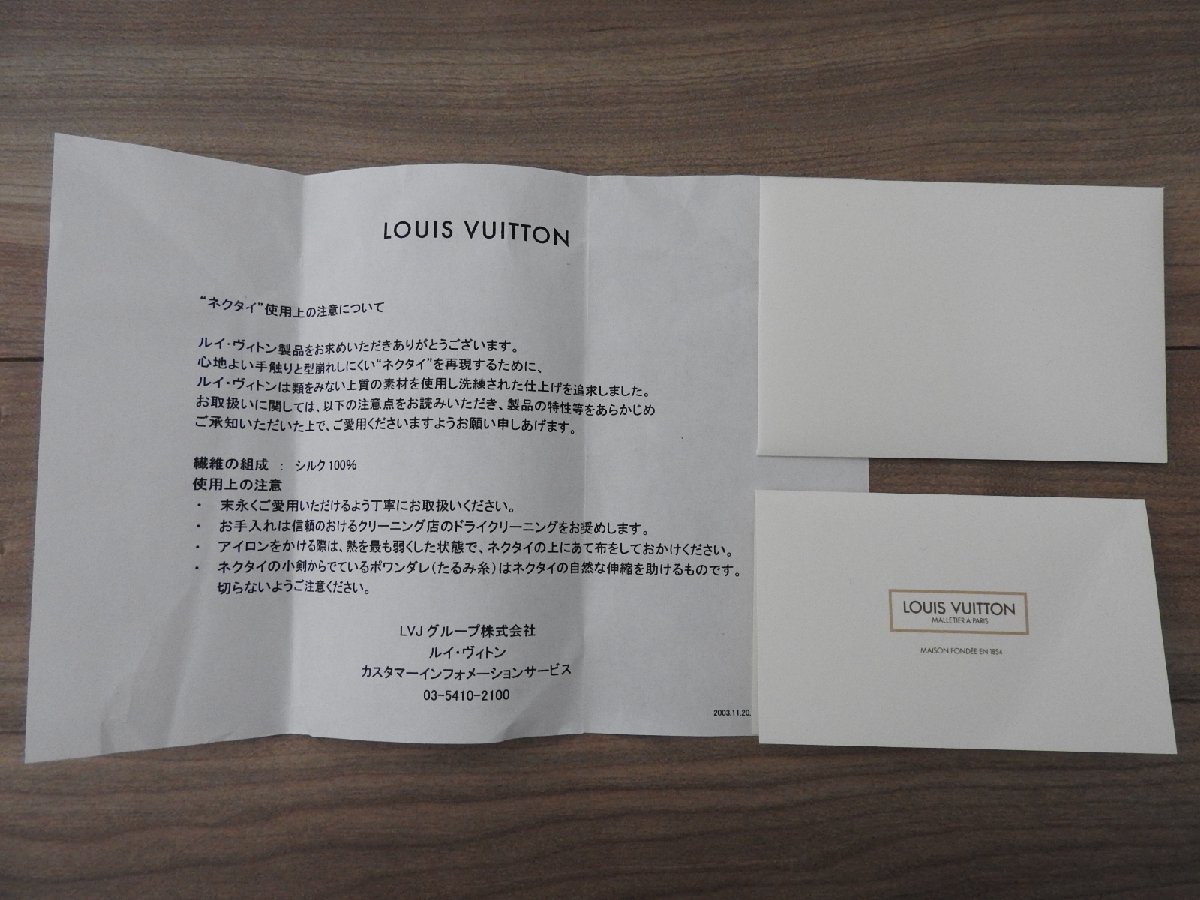 LOUIS VUITTON
“ネクタイ”使用上の注意について
ルイ・ヴィトン製品をお求めいただきありがとうございます。
心地よい手触りと型崩れしにくい“ネクタイ”を再現するために、
ルイ・ヴィトンは類をみない上質の素材を使用し洗練された仕上げを追求しました。
お取扱いに関しては、以下の注意点をお読みいただき、製品の特性等をあらかじめ
ご承知いただいた上で、ご愛用くださいますようお願い申しあげます。
繊維の組成 : シルク100%
使用上の注意
・ 末永くご愛用いただけるよう丁寧にお取扱いください。
・ お手入れは信頼のおけるクリーニング店のドライクリーニングをお奨めします。
・ アイロンをかける際は、熱を最も弱くした状態で、ネクタイの上にあて布をしておかけください。
・ ネクタイの小剣からでているポワンダレ(たるみ糸)はネクタイの自然な伸縮を助けるものです。
切らないようご注意ください。
LVJ グループ株式会社
ルイ・ヴィトン
カスタマーインフォメーションサービス
03-5410-2100
2003.11.20.
LOUIS VUITTON
MALLETIER A PARIS
MAISON FONDÉE EN 1854